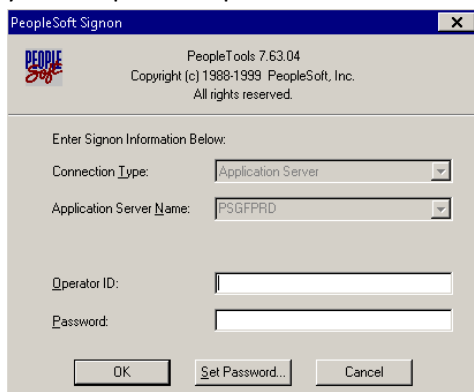 PeopleSoft Signon
PEOPLE
Soft
PeopleTools 7.63.04
Copyright (c) 1988-1999 PeopleSoft, Inc.
All rights reserved.
Enter Signon Information Below:
Connection Type: Application Server
Application Server Name: PSGFPRD
Operator ID:
Password:
OK Set Password... Cancel